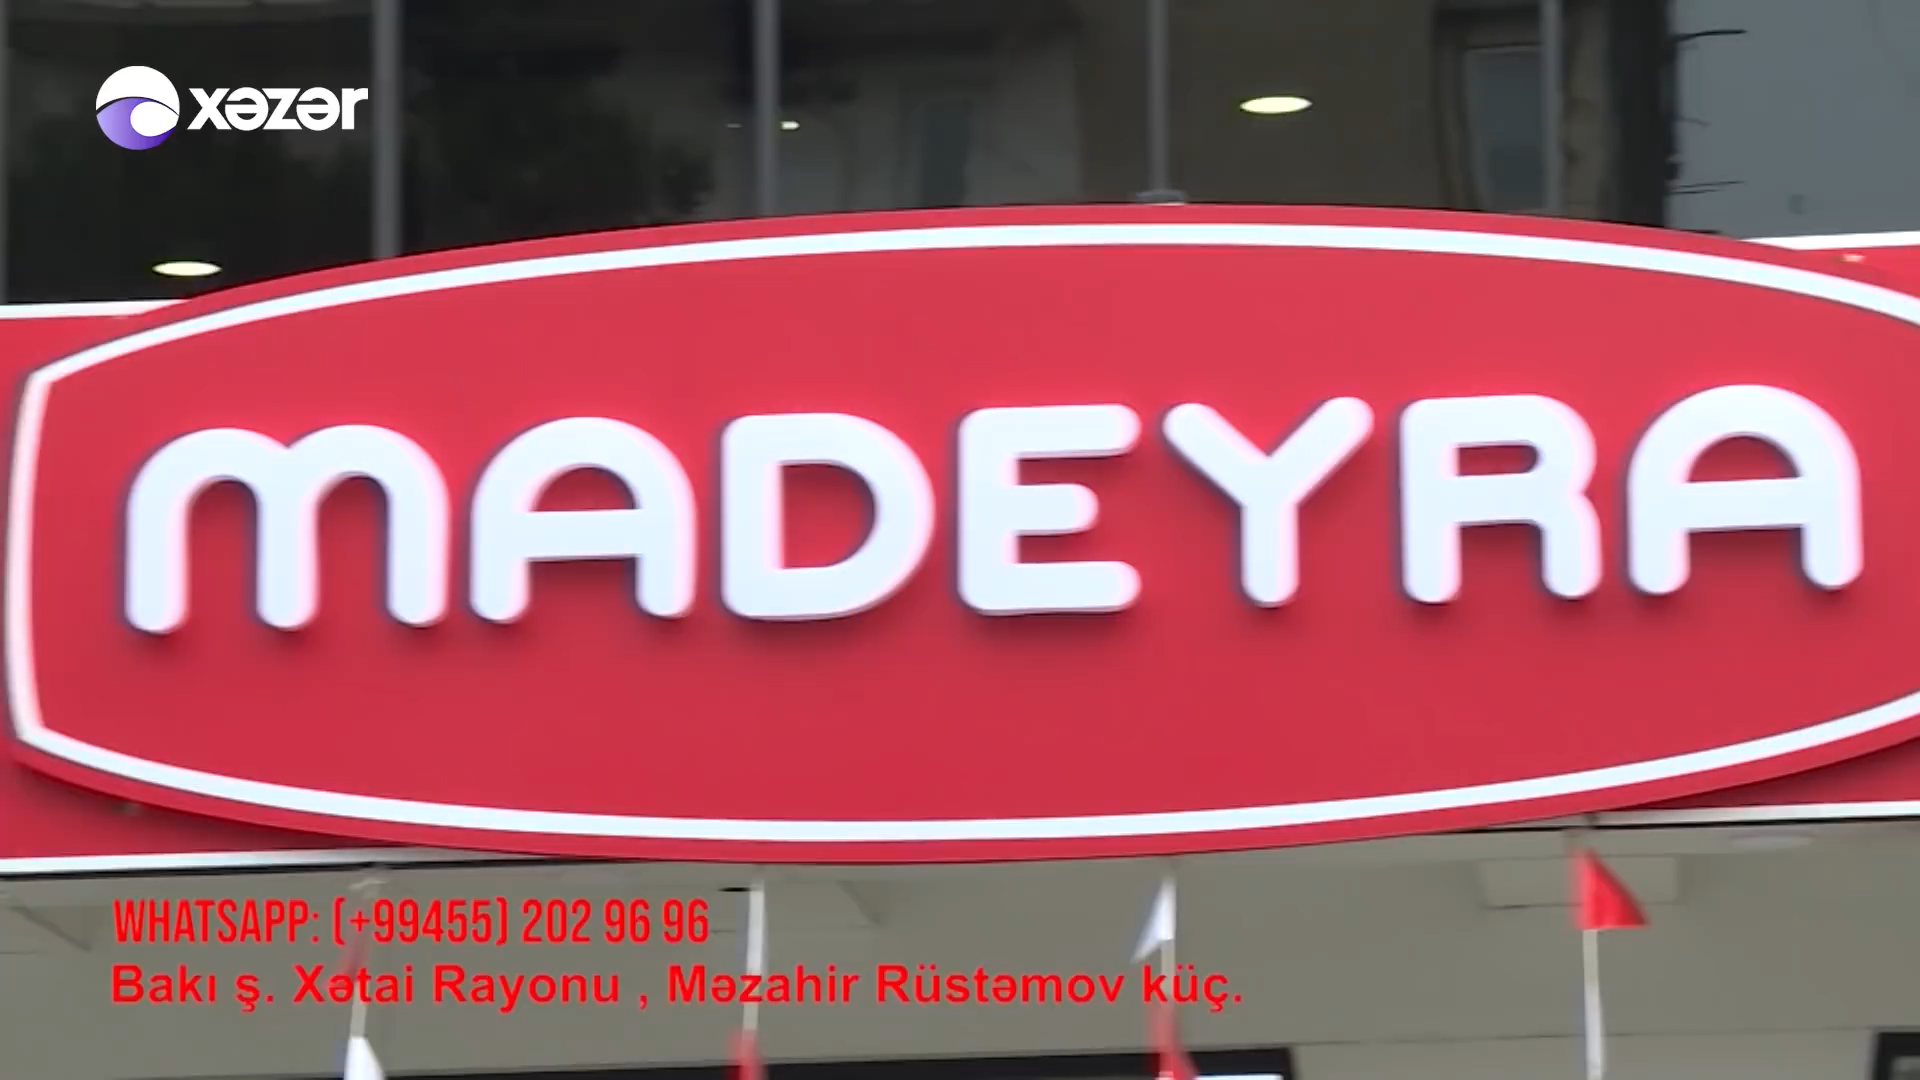 xəzər
MADEYRA
WHATSAPP: (+99455) 202 96 96
Bakı ş. Xətai Rayonu , Məzahir Rüstəmov küç.